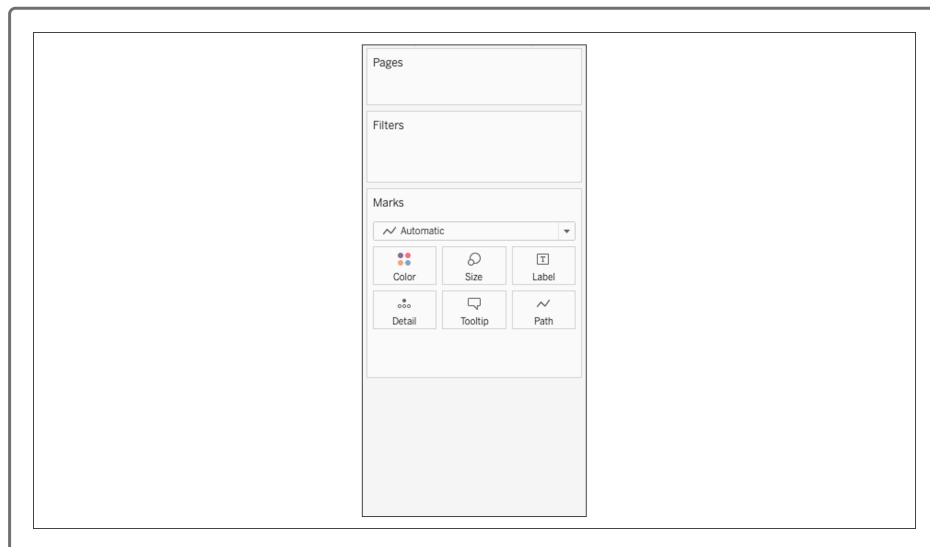 Pages
Filters
Marks
Automatic
Color Size Label
Detail Tooltip Path